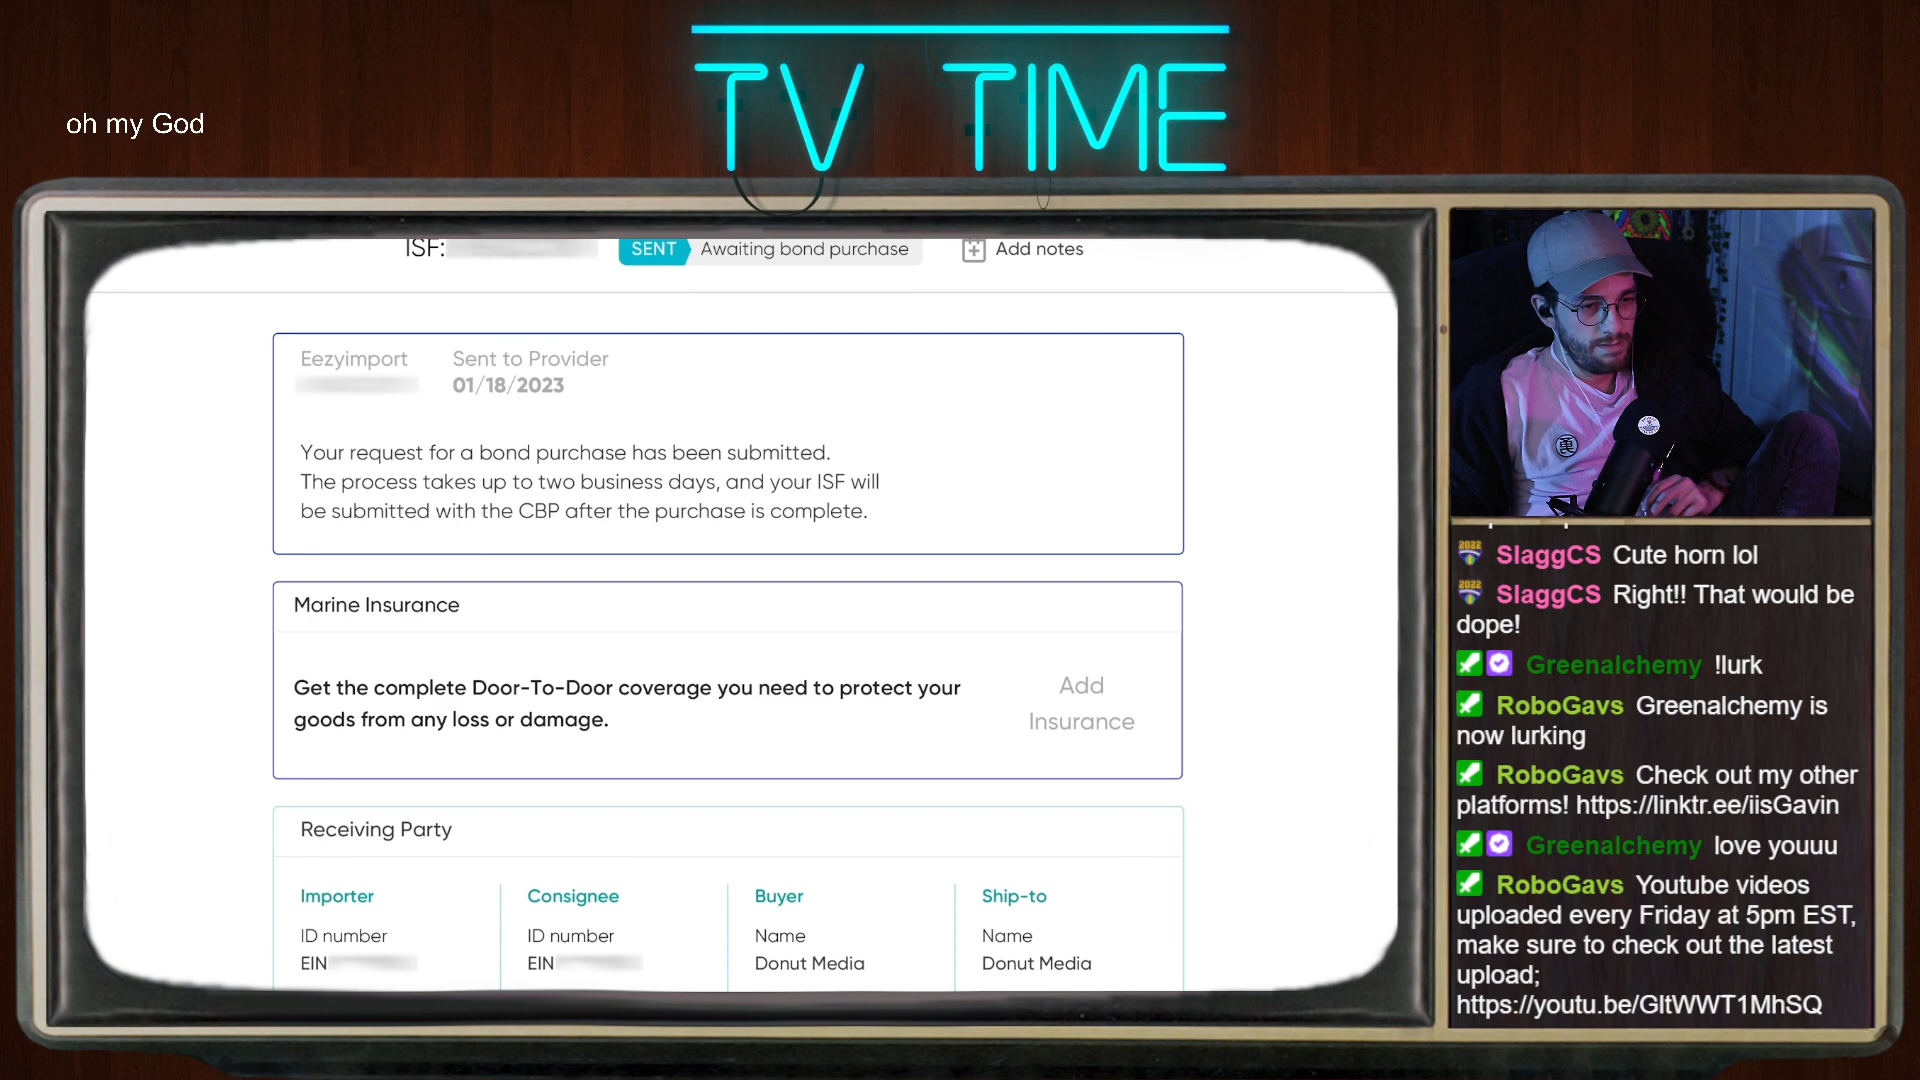 TV TIME
oh my God
ISF:
SENT Awaiting bond purchase
Add notes
Eezyimport
Sent to Provider
01/18/2023
Your request for a bond purchase has been submitted.
The process takes up to two business days, and your ISF will
be submitted with the CBP after the purchase is complete.
Marine Insurance
Get the complete Door-To-Door coverage you need to protect your
goods from any loss or damage.
Add
Insurance
Receiving Party
Importer
ID number
EIN
Consignee
ID number
EIN
Buyer
Name
Donut Media
Ship-to
Name
Donut Media
SlaggCS Cute horn lol
SlaggCS Right!! That would be
dope!
Greenalchemy !lurk
RoboGavs Greenalchemy is
now lurking
RoboGavs Check out my other
platforms! https://linktr.ee/iisGavin
Greenalchemy love youuu
RoboGavs Youtube videos
uploaded every Friday at 5pm EST,
make sure to check out the latest
upload;
https://youtu.be/GltWWT1MhSQ